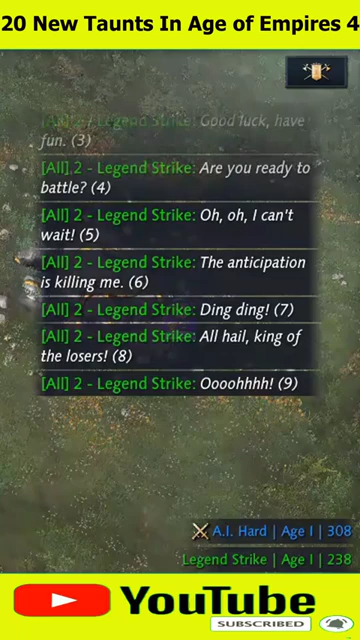 20 New Taunts In Age of Empires 4
[All] 2 - Legend Strike: Good luck, have
fun. (3)
[All] 2 - Legend Strike: Are you ready to
battle? (4)
[All] 2 - Legend Strike: Oh, oh, I can't
wait! (5)
[All] 2 - Legend Strike: The anticipation
is killing me. (6)
[All] 2 - Legend Strike: Ding ding! (7)
[All] 2 - Legend Strike: All hail, king of
the losers! (8)
[All] 2 - Legend Strike: Oooohhhh! (9)
A.I. Hard | Age I | 308
Legend Strike | Age I | 238
YouTube
SUBSCRIBED